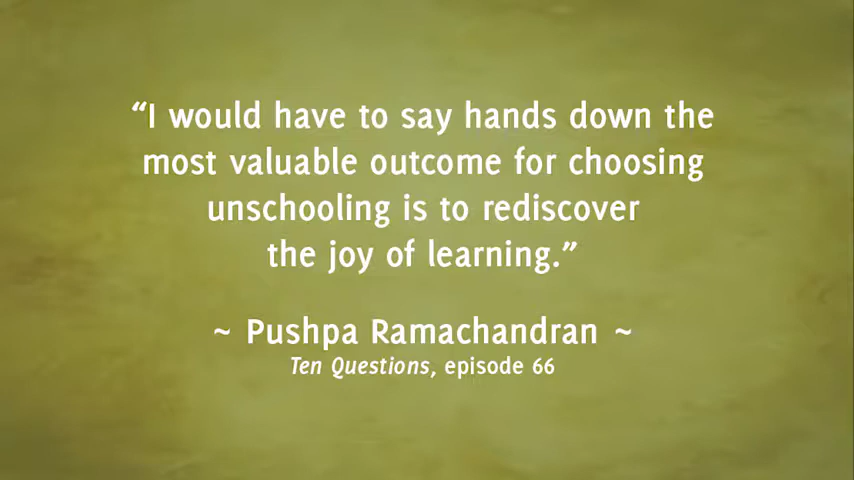 “I would have to say hands down the
most valuable outcome for choosing
unschooling is to rediscover
the joy of learning.”
~ Pushpa Ramachandran ~
Ten Questions, episode 66